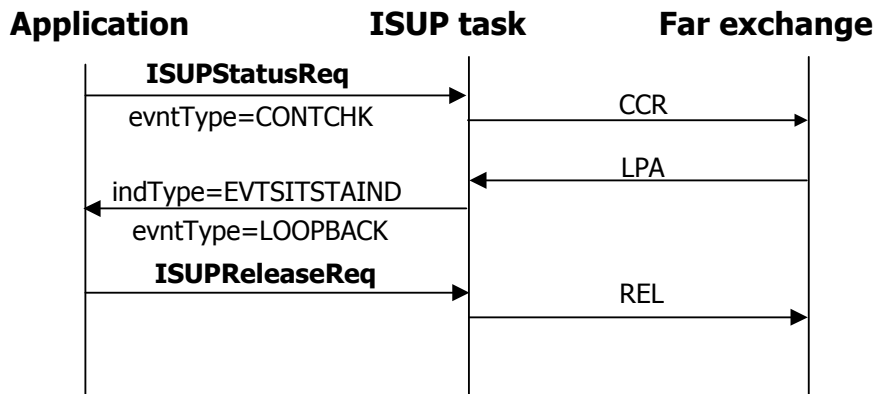 Application ISUP task Far exchange
ISUPStatusReq
evntType=CONTCHK
CCR
LPA
indType=EVTSITSTAIND
evntType=LOOPBACK
ISUPReleaseReq
REL